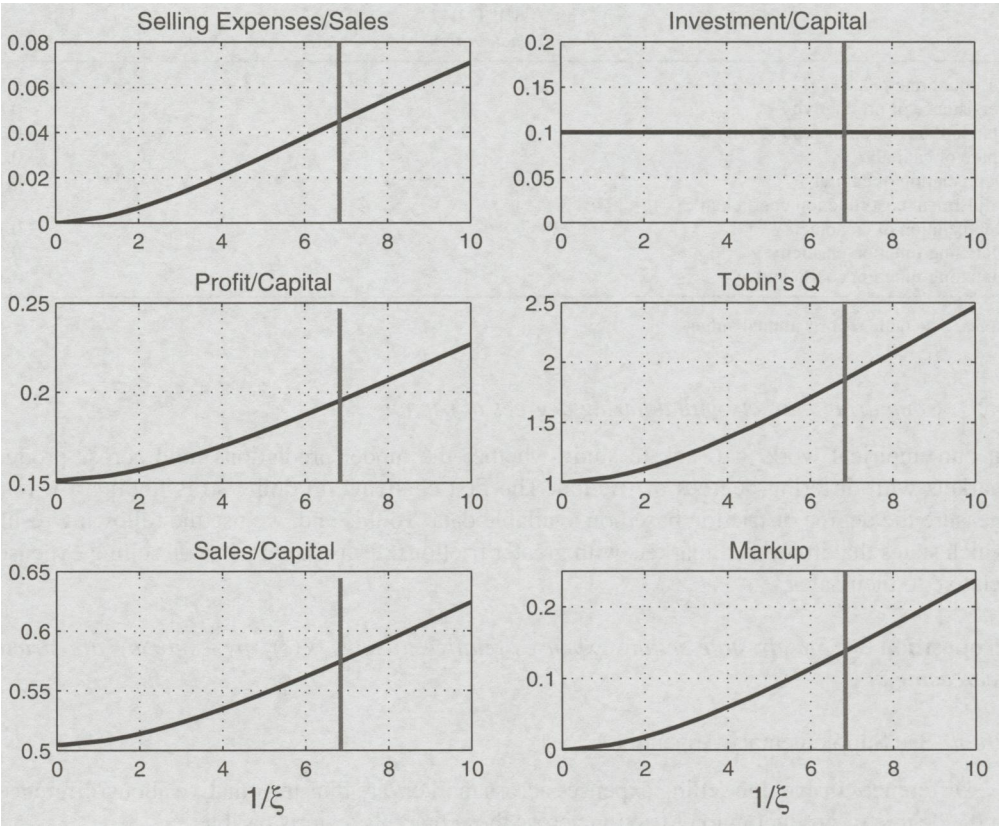 Selling Expenses/Sales
0.08
0.06
0.04
0.02
0
0 2 4 6 8 10
Investment/Capital
0.2
0.15
0.1
0.05
0
0 2 4 6 8 10
Profit/Capital
0.25
0.2
0.15
0 2 4 6 8 10
Tobin's Q
2.5
2
1.5
1
0 2 4 6 8 10
Sales/Capital
0.65
0.6
0.55
0.5
0 2 4 6 8 10
1/ξ
Markup
0.2
0.1
0
0 2 4 6 8 10
1/ξ